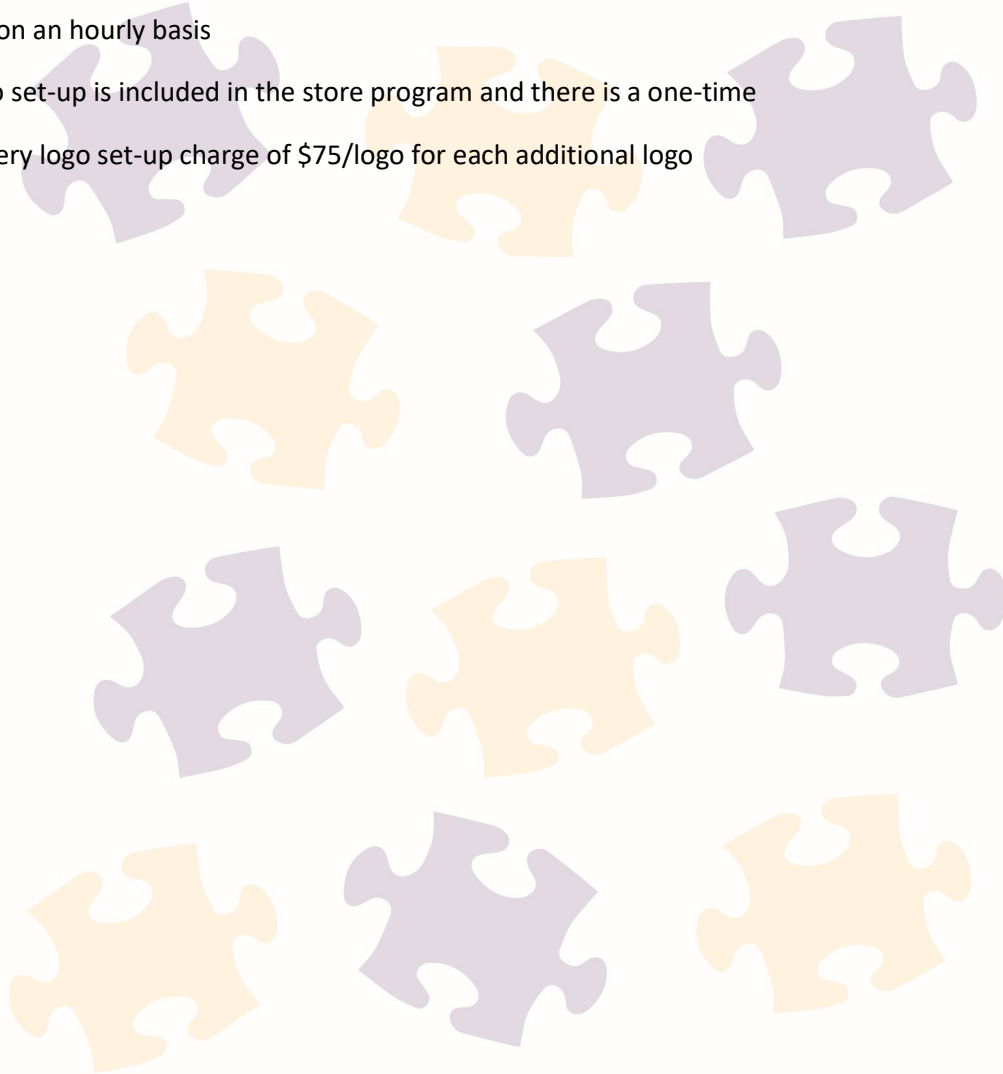 on an hourly basis
o set-up is included in the store program and there is a one-time
ery logo set-up charge of $75/logo for each additional logo